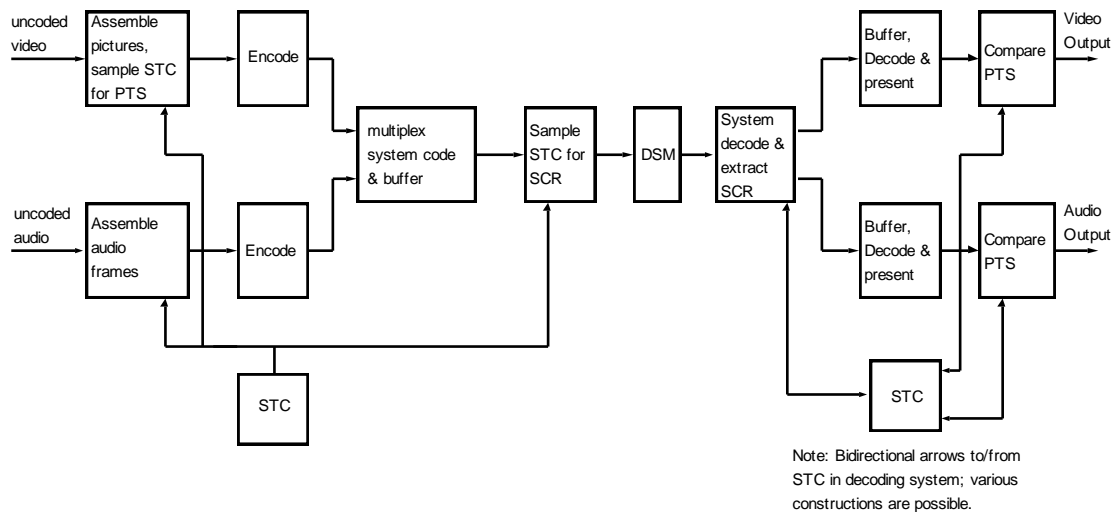 uncoded
video
Assemble
pictures,
sample STC
for PTS
Encode
multiplex
system code
& buffer
Sample
STC for
SCR
DSM
System
decode &
extract
SCR
Buffer,
Decode &
present
Compare
PTS
Video
Output
uncoded
audio
Assemble
audio
frames
Encode
Buffer,
Decode &
present
Compare
PTS
Audio
Output
STC
STC
Note: Bidirectional arrows to/from
STC in decoding system; various
constructions are possible.